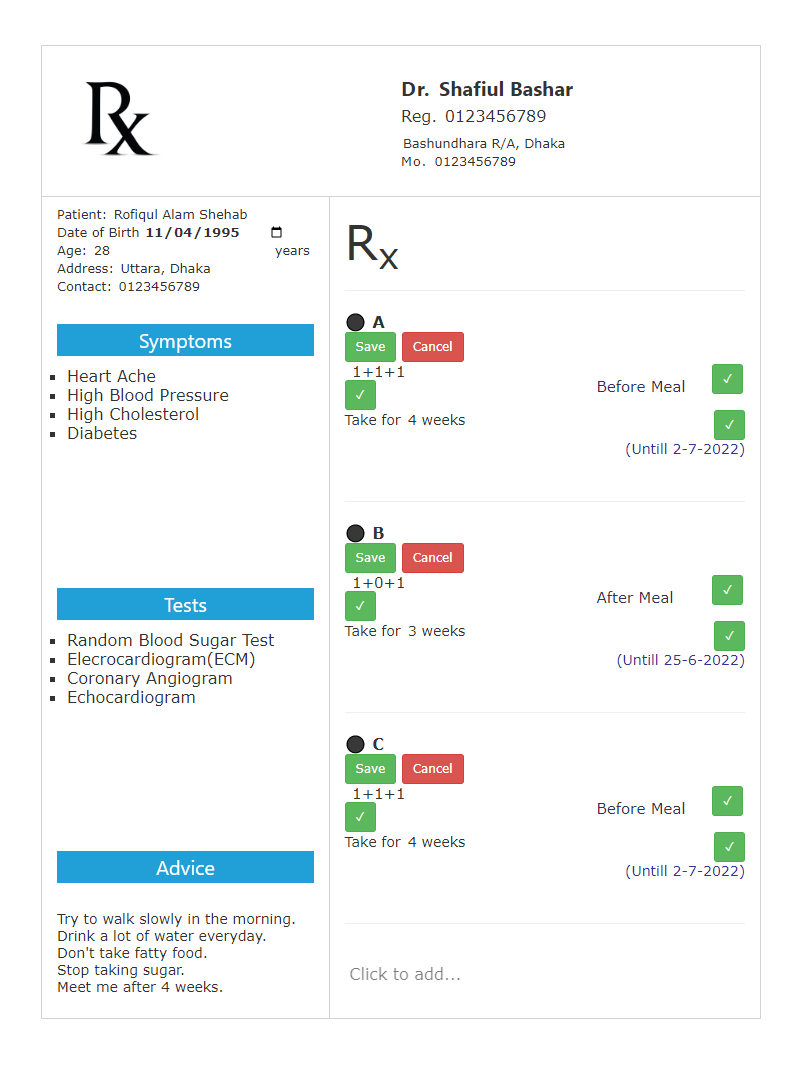 Rx
Dr. Shafiul Bashar
Reg. 0123456789
Bashundhara R/A, Dhaka
Mo. 0123456789
Patient: Rofiqul Alam Shehab
Date of Birth 11/04/1995
Age: 28 years
Address: Uttara, Dhaka
Contact: 0123456789
Symptoms
Heart Ache
High Blood Pressure
High Cholesterol
Diabetes
Tests
Random Blood Sugar Test
Elecrocardiogram(ECM)
Coronary Angiogram
Echocardiogram
Advice
Try to walk slowly in the morning.
Drink a lot of water everyday.
Don't take fatty food.
Stop taking sugar.
Meet me after 4 weeks.
Rx
A
Save Cancel
1+1+1
Before Meal ✓
✓
Take for 4 weeks
✓
(Untill 2-7-2022)
B
Save Cancel
1+0+1
After Meal ✓
✓
Take for 3 weeks
✓
(Untill 25-6-2022)
C
Save Cancel
1+1+1
Before Meal ✓
✓
Take for 4 weeks
✓
(Untill 2-7-2022)
Click to add...